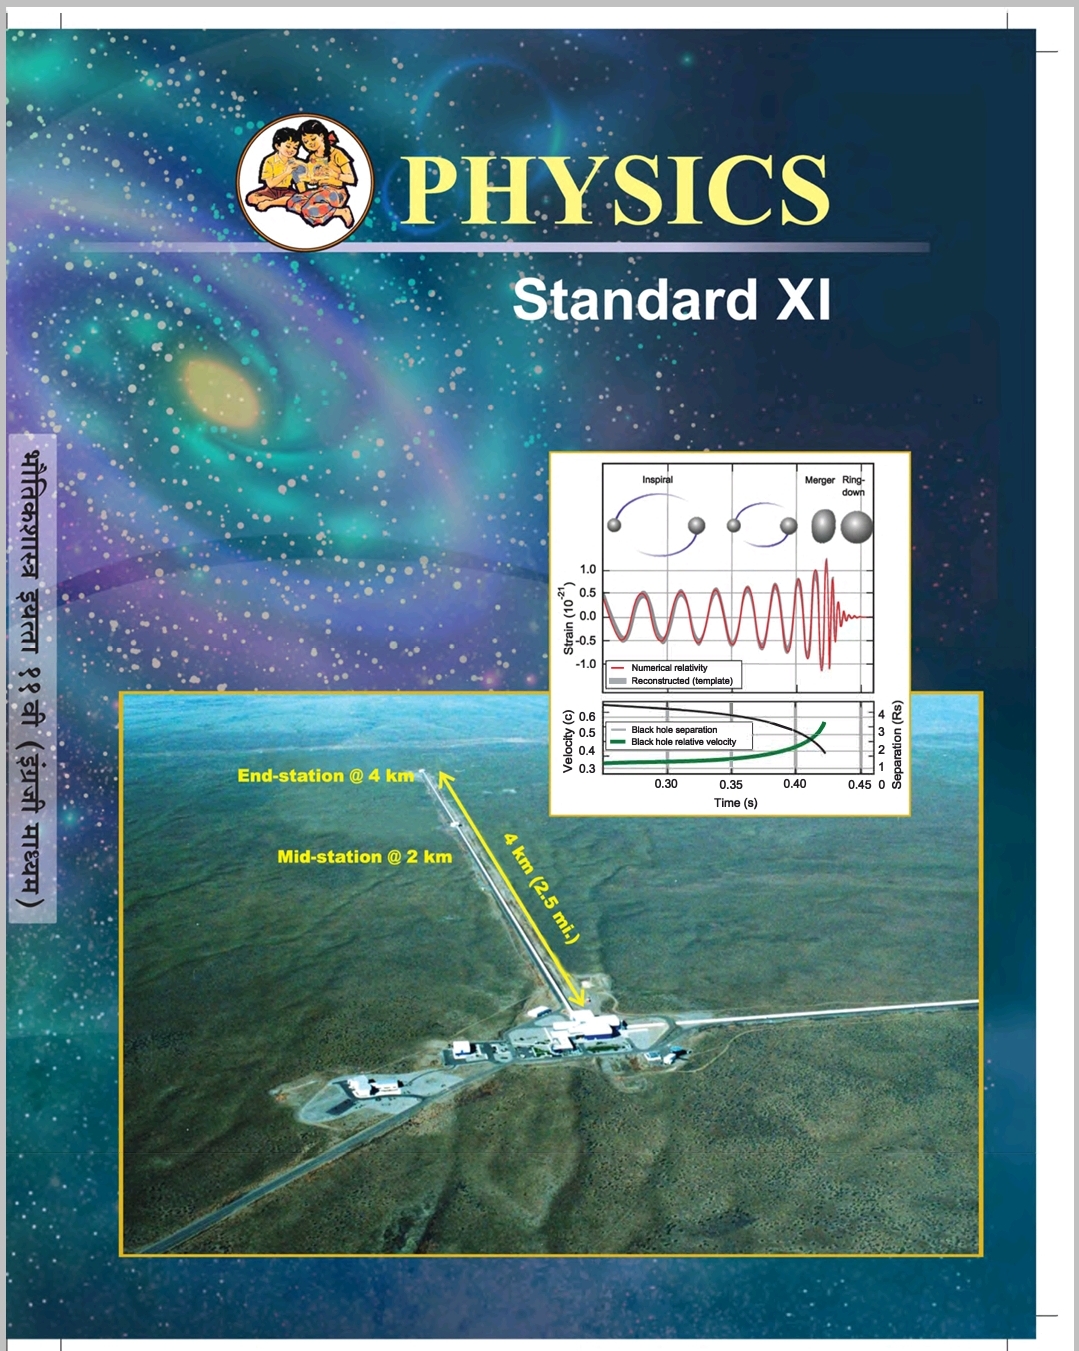 PHYSICS
Standard XI
भौतिकशास्त्र इयत्ता ११ वी (इंग्रजी माध्यम)
Inspiral
Merger
Ring-
down
Strain (10⁻²¹)
1.0
0.5
0.0
-0.5
-1.0
Numerical relativity
Reconstructed (template)
Velocity (c)
0.6
0.5
0.4
0.3
Black hole separation
Black hole relative velocity
4
3
2
1
0
Separation (Rs)
0.30 0.35 0.40 0.45
Time (s)
End-station @ 4 km
Mid-station @ 2 km
4 km (2.5 mi.)